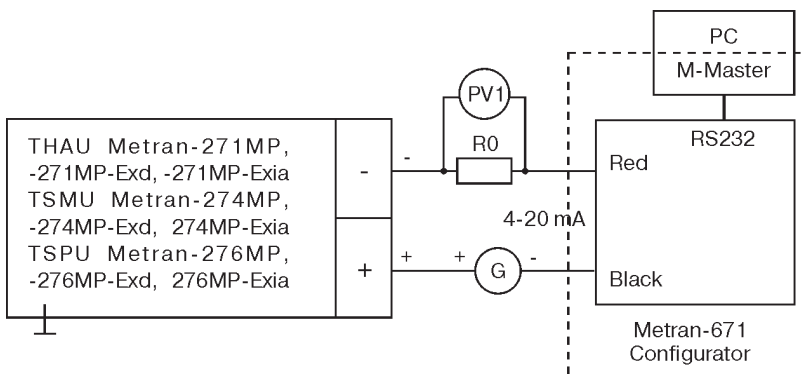 PC
M-Master
PV1
RS232
R0
THAU Metran-271MP,
-271MP-Exd, -271MP-Exia
TSMU Metran-274MP,
-274MP-Exd, 274MP-Exia
TSPU Metran-276MP,
-276MP-Exd, 276MP-Exia
-
-
Red
4-20 mA
+
+
+
G
-
Black
Metran-671
Configurator